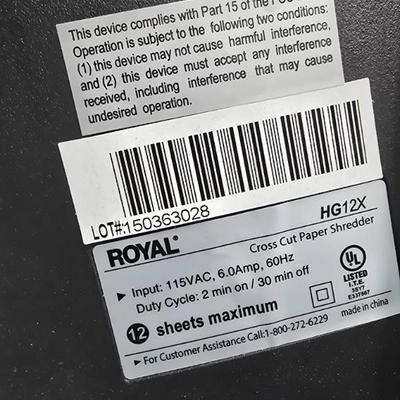 This device complies with Part 15 of the
Operation is subject to the following two conditions:
(1) this device may not cause harmful interference,
and (2) this device must accept any interference
received, including interference that may cause
undesired operation.
LOT#:150363028
ROYAL® HG12X
Cross Cut Paper Shredder
Input: 115VAC, 6.0Amp, 60Hz
Duty Cycle: 2 min on / 30 min off
12 sheets maximum
For Customer Assistance Call:1-800-272-6229
UL
LISTED
I.T.E.
3SY7
E337967
made in china